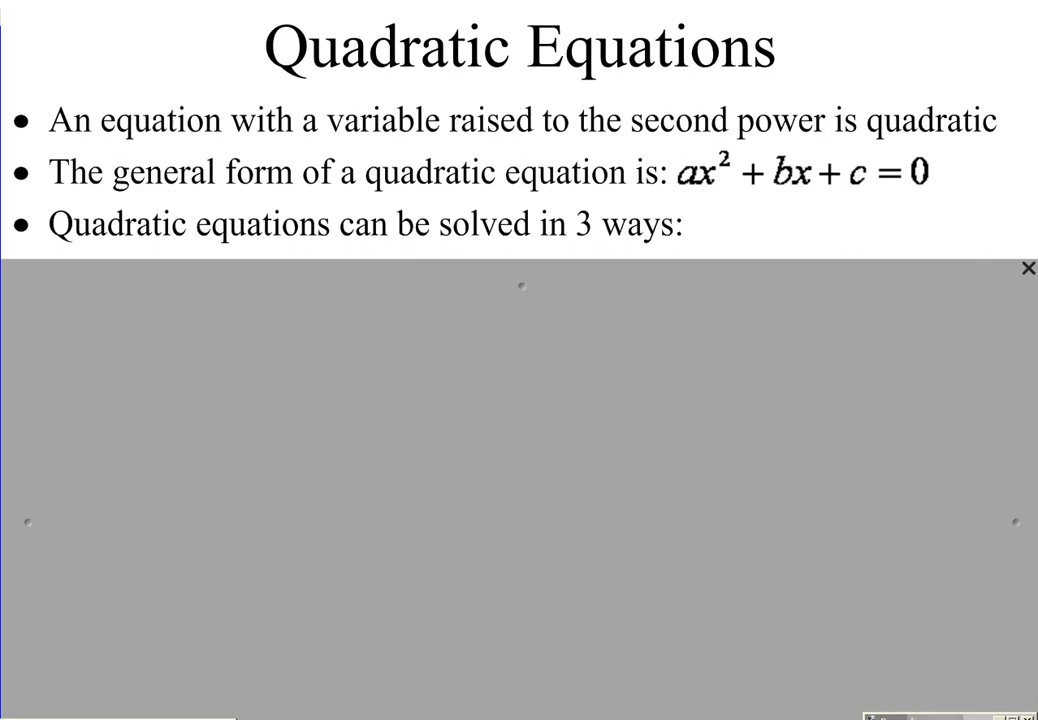 Quadratic Equations
• An equation with a variable raised to the second power is quadratic
• The general form of a quadratic equation is: ax² + bx + c = 0
• Quadratic equations can be solved in 3 ways: